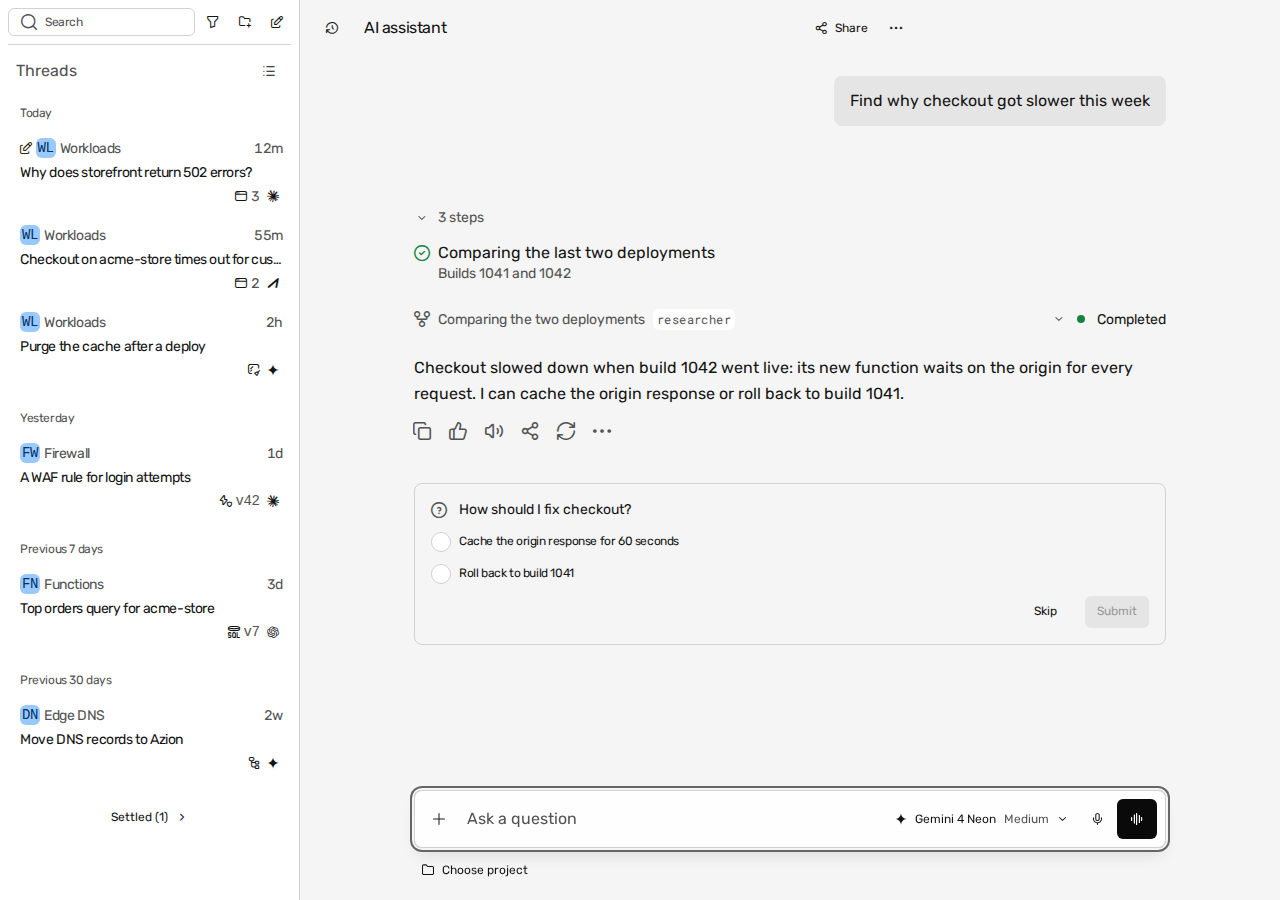 Search
Threads
Today
WL Workloads 12m
Why does storefront return 502 errors?
3
WL Workloads 55m
Checkout on acme-store times out for cus…
2
WL Workloads 2h
Purge the cache after a deploy
Yesterday
FW Firewall 1d
A WAF rule for login attempts
v42
Previous 7 days
FN Functions 3d
Top orders query for acme-store
v7
Previous 30 days
DN Edge DNS 2w
Move DNS records to Azion
Settled (1)
AI assistant
Share
Find why checkout got slower this week
3 steps
Comparing the last two deployments
Builds 1041 and 1042
Comparing the two deployments researcher Completed
Checkout slowed down when build 1042 went live: its new function waits on the origin for every
request. I can cache the origin response or roll back to build 1041.
How should I fix checkout?
Cache the origin response for 60 seconds
Roll back to build 1041
Skip Submit
Ask a question Gemini 4 Neon Medium
Choose project